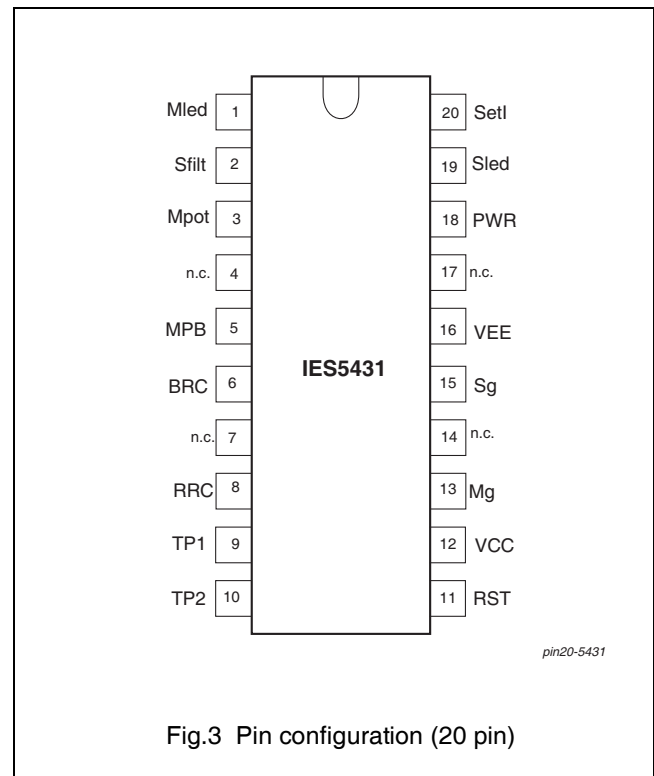 Mled 1 20 SetI
Sfilt 2 19 Sled
Mpot 3 18 PWR
n.c. 4 17 n.c.
MPB 5 16 VEE
IES5431
BRC 6 15 Sg
n.c. 7 14 n.c.
RRC 8 13 Mg
TP1 9 12 VCC
TP2 10 11 RST
pin20-5431
Fig.3 Pin configuration (20 pin)